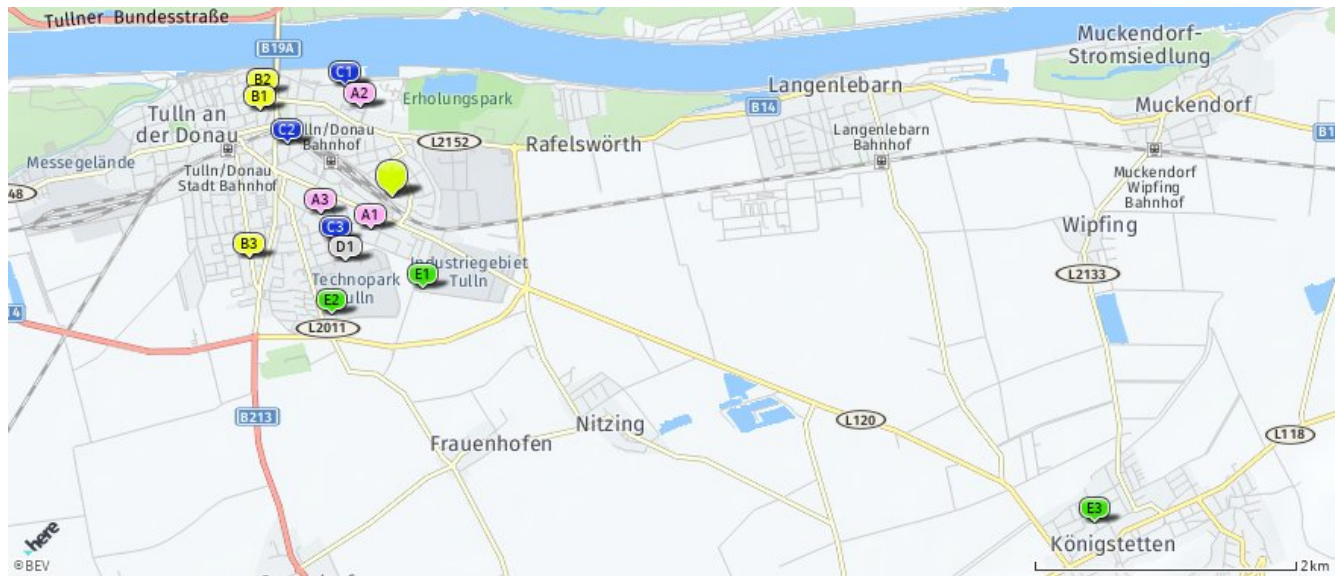 Tullner Bundesstraße
B19A
Muckendorf-
Stromsiedlung
B2
C1
B1
A2
Erholungspark
Langenlebarn
B14
Muckendorf
Tulln an
der Donau
C2
Tulln/Donau
Bahnhof
L2152
Rafelswörth
Langenlebarn
Bahnhof
Messegelände
Tulln/Donau
Stadt Bahnhof
Muckendorf
Wipfing
Bahnhof
48
A3
A1
C3
D1
B3
Wipfing
Industriegebiet
Tulln
E1
L2133
Technopark
Tulln
E2
L2011
B213
Nitzing
Frauenhofen
L120
L118
E3
Königstetten
here
©BEV
2km